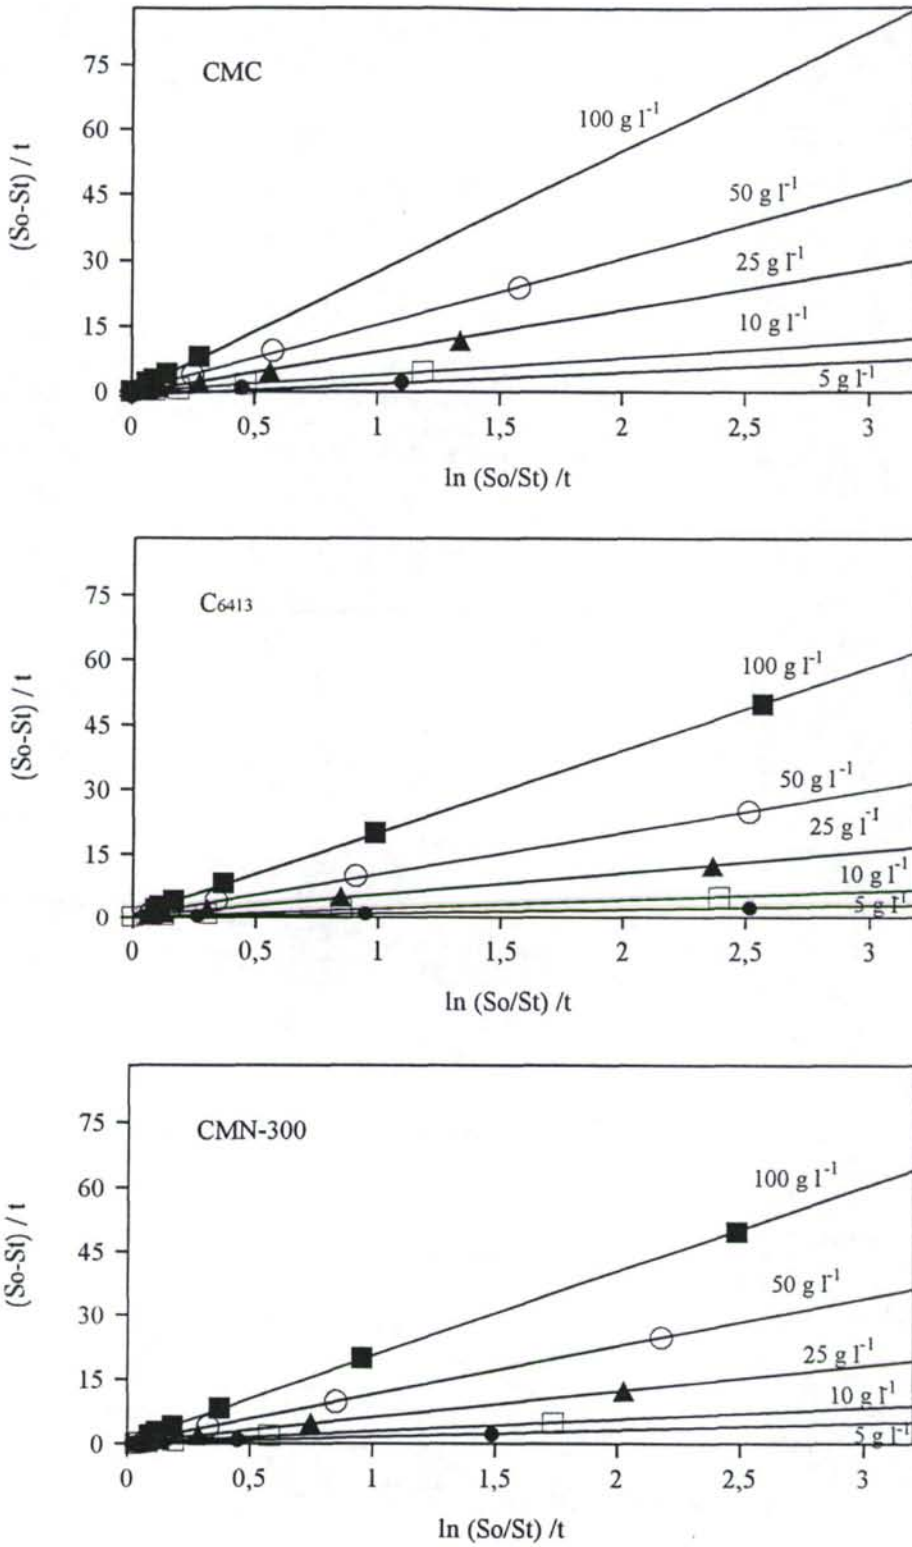 CMC
100 g l⁻¹
50 g l⁻¹
25 g l⁻¹
10 g l⁻¹
5 g l⁻¹
75
60
45
30
15
0
(So-St) / t
0 0,5 1 1,5 2 2,5 3
ln (So/St) /t
C6413
100 g l⁻¹
50 g l⁻¹
25 g l⁻¹
10 g l⁻¹
5 g l⁻¹
75
60
45
30
15
0
(So-St) / t
0 0,5 1 1,5 2 2,5 3
ln (So/St) /t
CMN-300
100 g l⁻¹
50 g l⁻¹
25 g l⁻¹
10 g l⁻¹
5 g l⁻¹
75
60
45
30
15
0
(So-St) / t
0 0,5 1 1,5 2 2,5 3
ln (So/St) /t